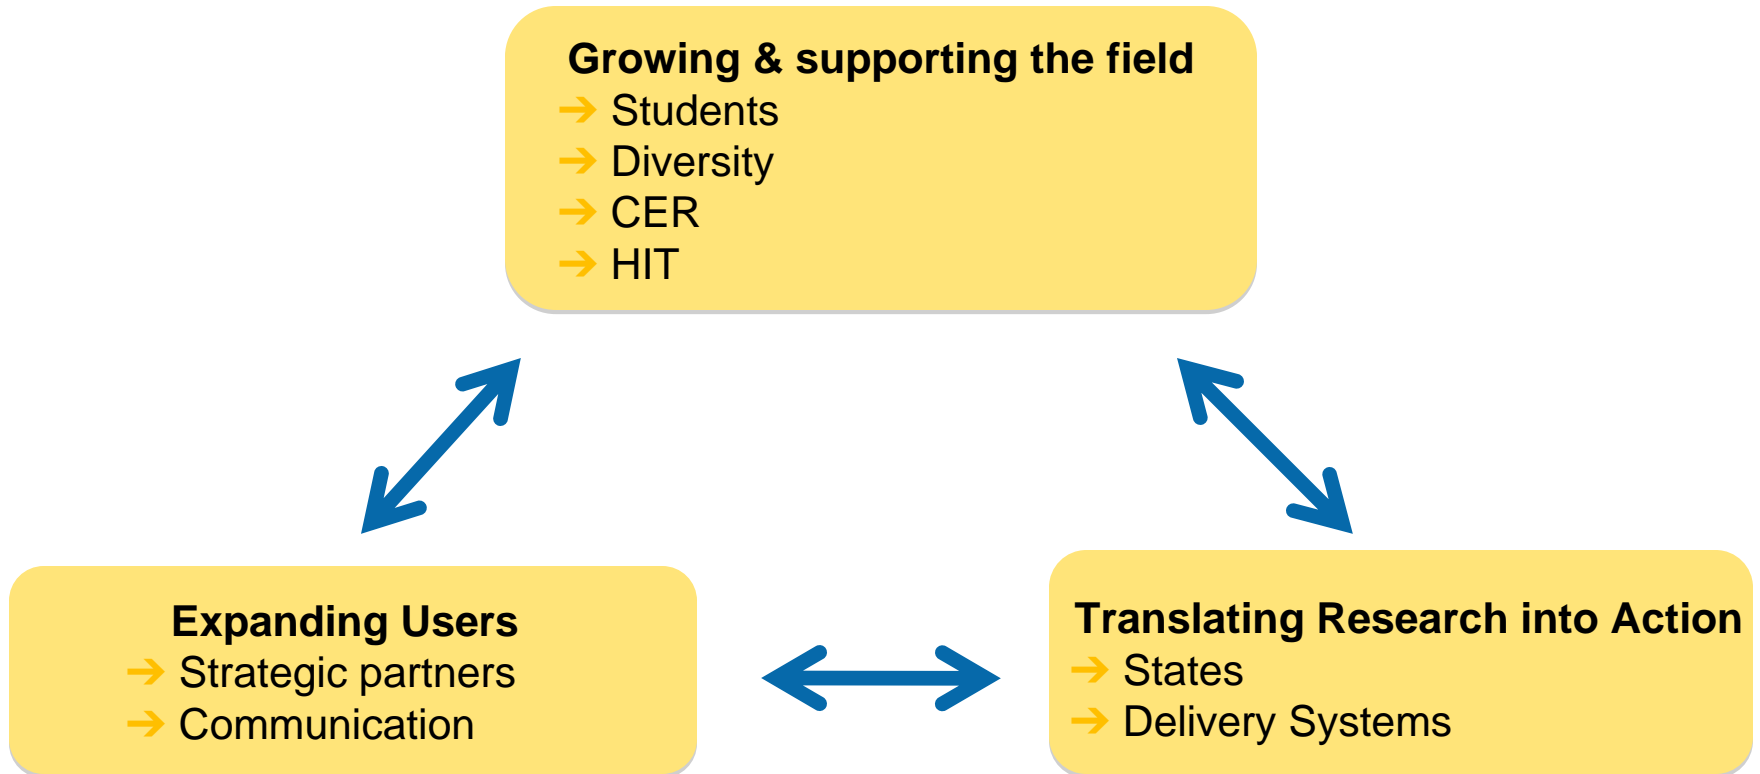 Growing & supporting the field
➔ Students
➔ Diversity
➔ CER
➔ HIT
Expanding Users
➔ Strategic partners
➔ Communication
Translating Research into Action
➔ States
➔ Delivery Systems